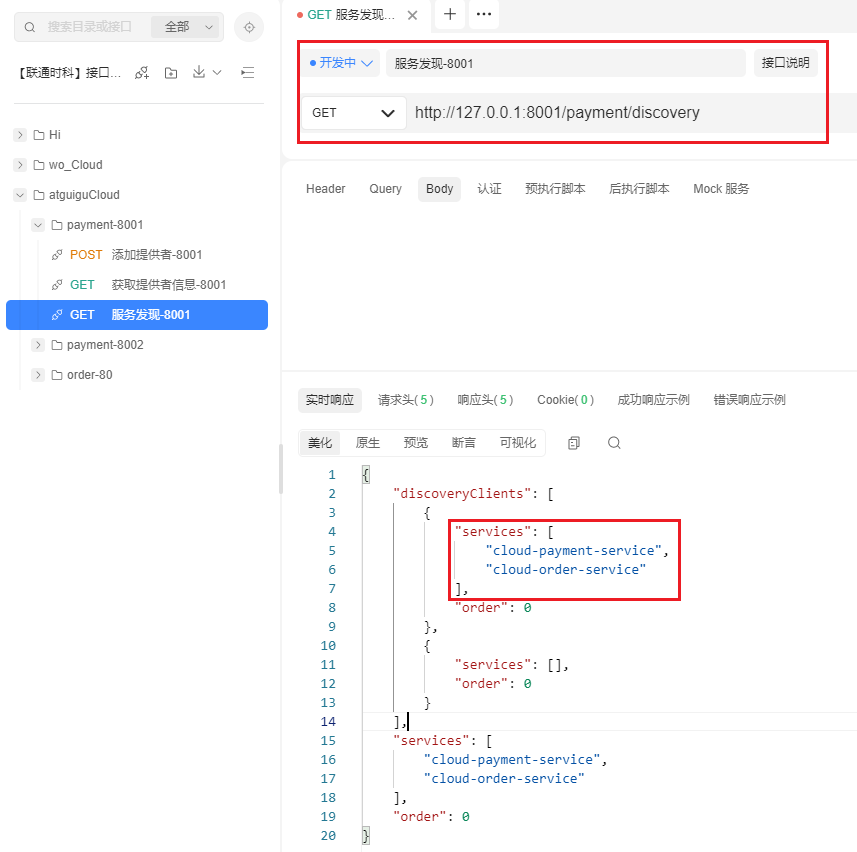 搜索目录或接口 全部
【联通时科】接口...
Hi
wo_Cloud
atguiguCloud
payment-8001
POST 添加提供者-8001
GET 获取提供者信息-8001
GET 服务发现-8001
payment-8002
order-80
GET 服务发现...
开发中 服务发现-8001 接口说明
GET http://127.0.0.1:8001/payment/discovery
Header Query Body 认证 预执行脚本 后执行脚本 Mock 服务
实时响应 请求头(5) 响应头(5) Cookie(0) 成功响应示例 错误响应示例
美化 原生 预览 断言 可视化
1 {
2 "discoveryClients": [
3 {
4 "services": [
5 "cloud-payment-service",
6 "cloud-order-service"
7 ],
8 "order": 0
9 },
10 {
11 "services": [],
12 "order": 0
13 }
14 ],
15 "services": [
16 "cloud-payment-service",
17 "cloud-order-service"
18 ],
19 "order": 0
20 }